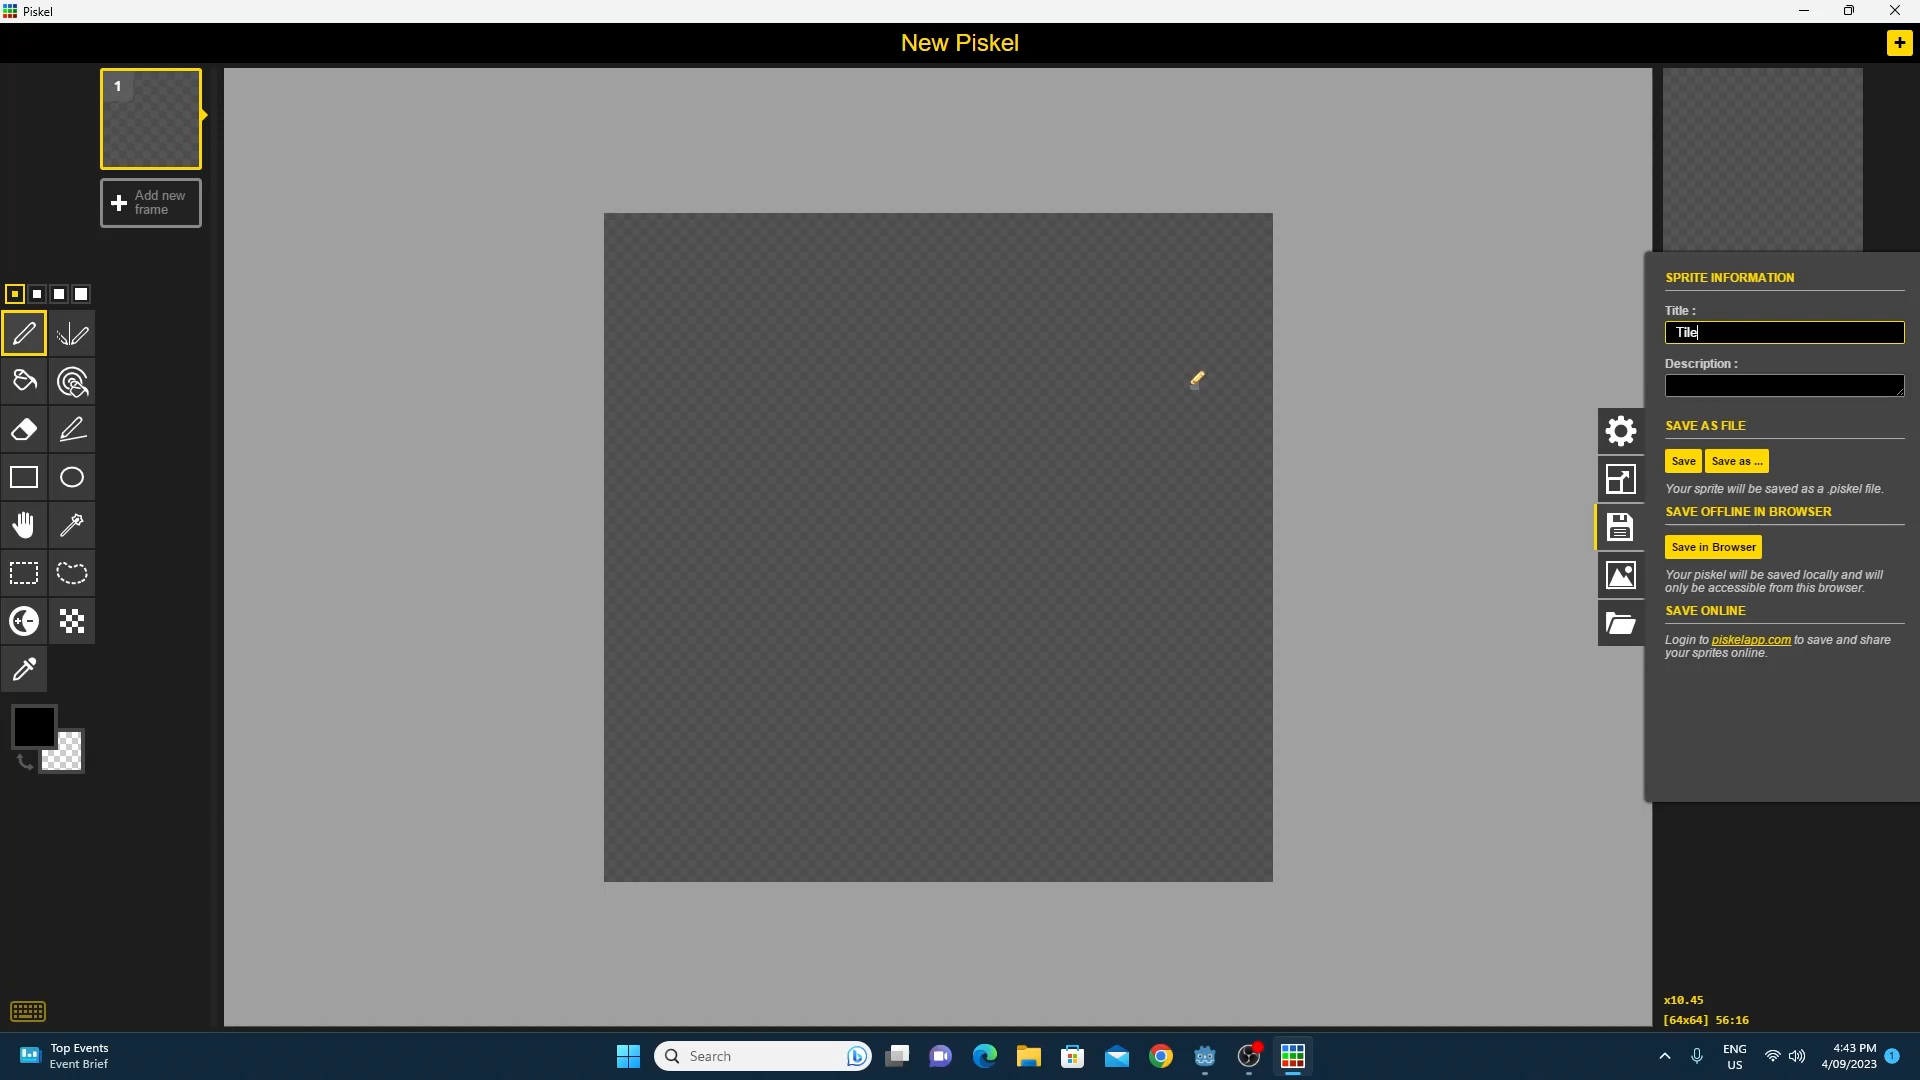 Piskel
New Piskel
+
1
Add new
frame
SPRITE INFORMATION
Title :
Tile
Description :
SAVE AS FILE
Save
Save as ...
Your sprite will be saved as a .piskel file.
SAVE OFFLINE IN BROWSER
Save in Browser
Your piskel will be saved locally and will
only be accessible from this browser.
SAVE ONLINE
Login to piskelapp.com to save and share
your sprites online.
x10.45
[64x64] 56:16
Top Events
Event Brief
Search
ENG
US
4:43 PM
4/09/2023
1